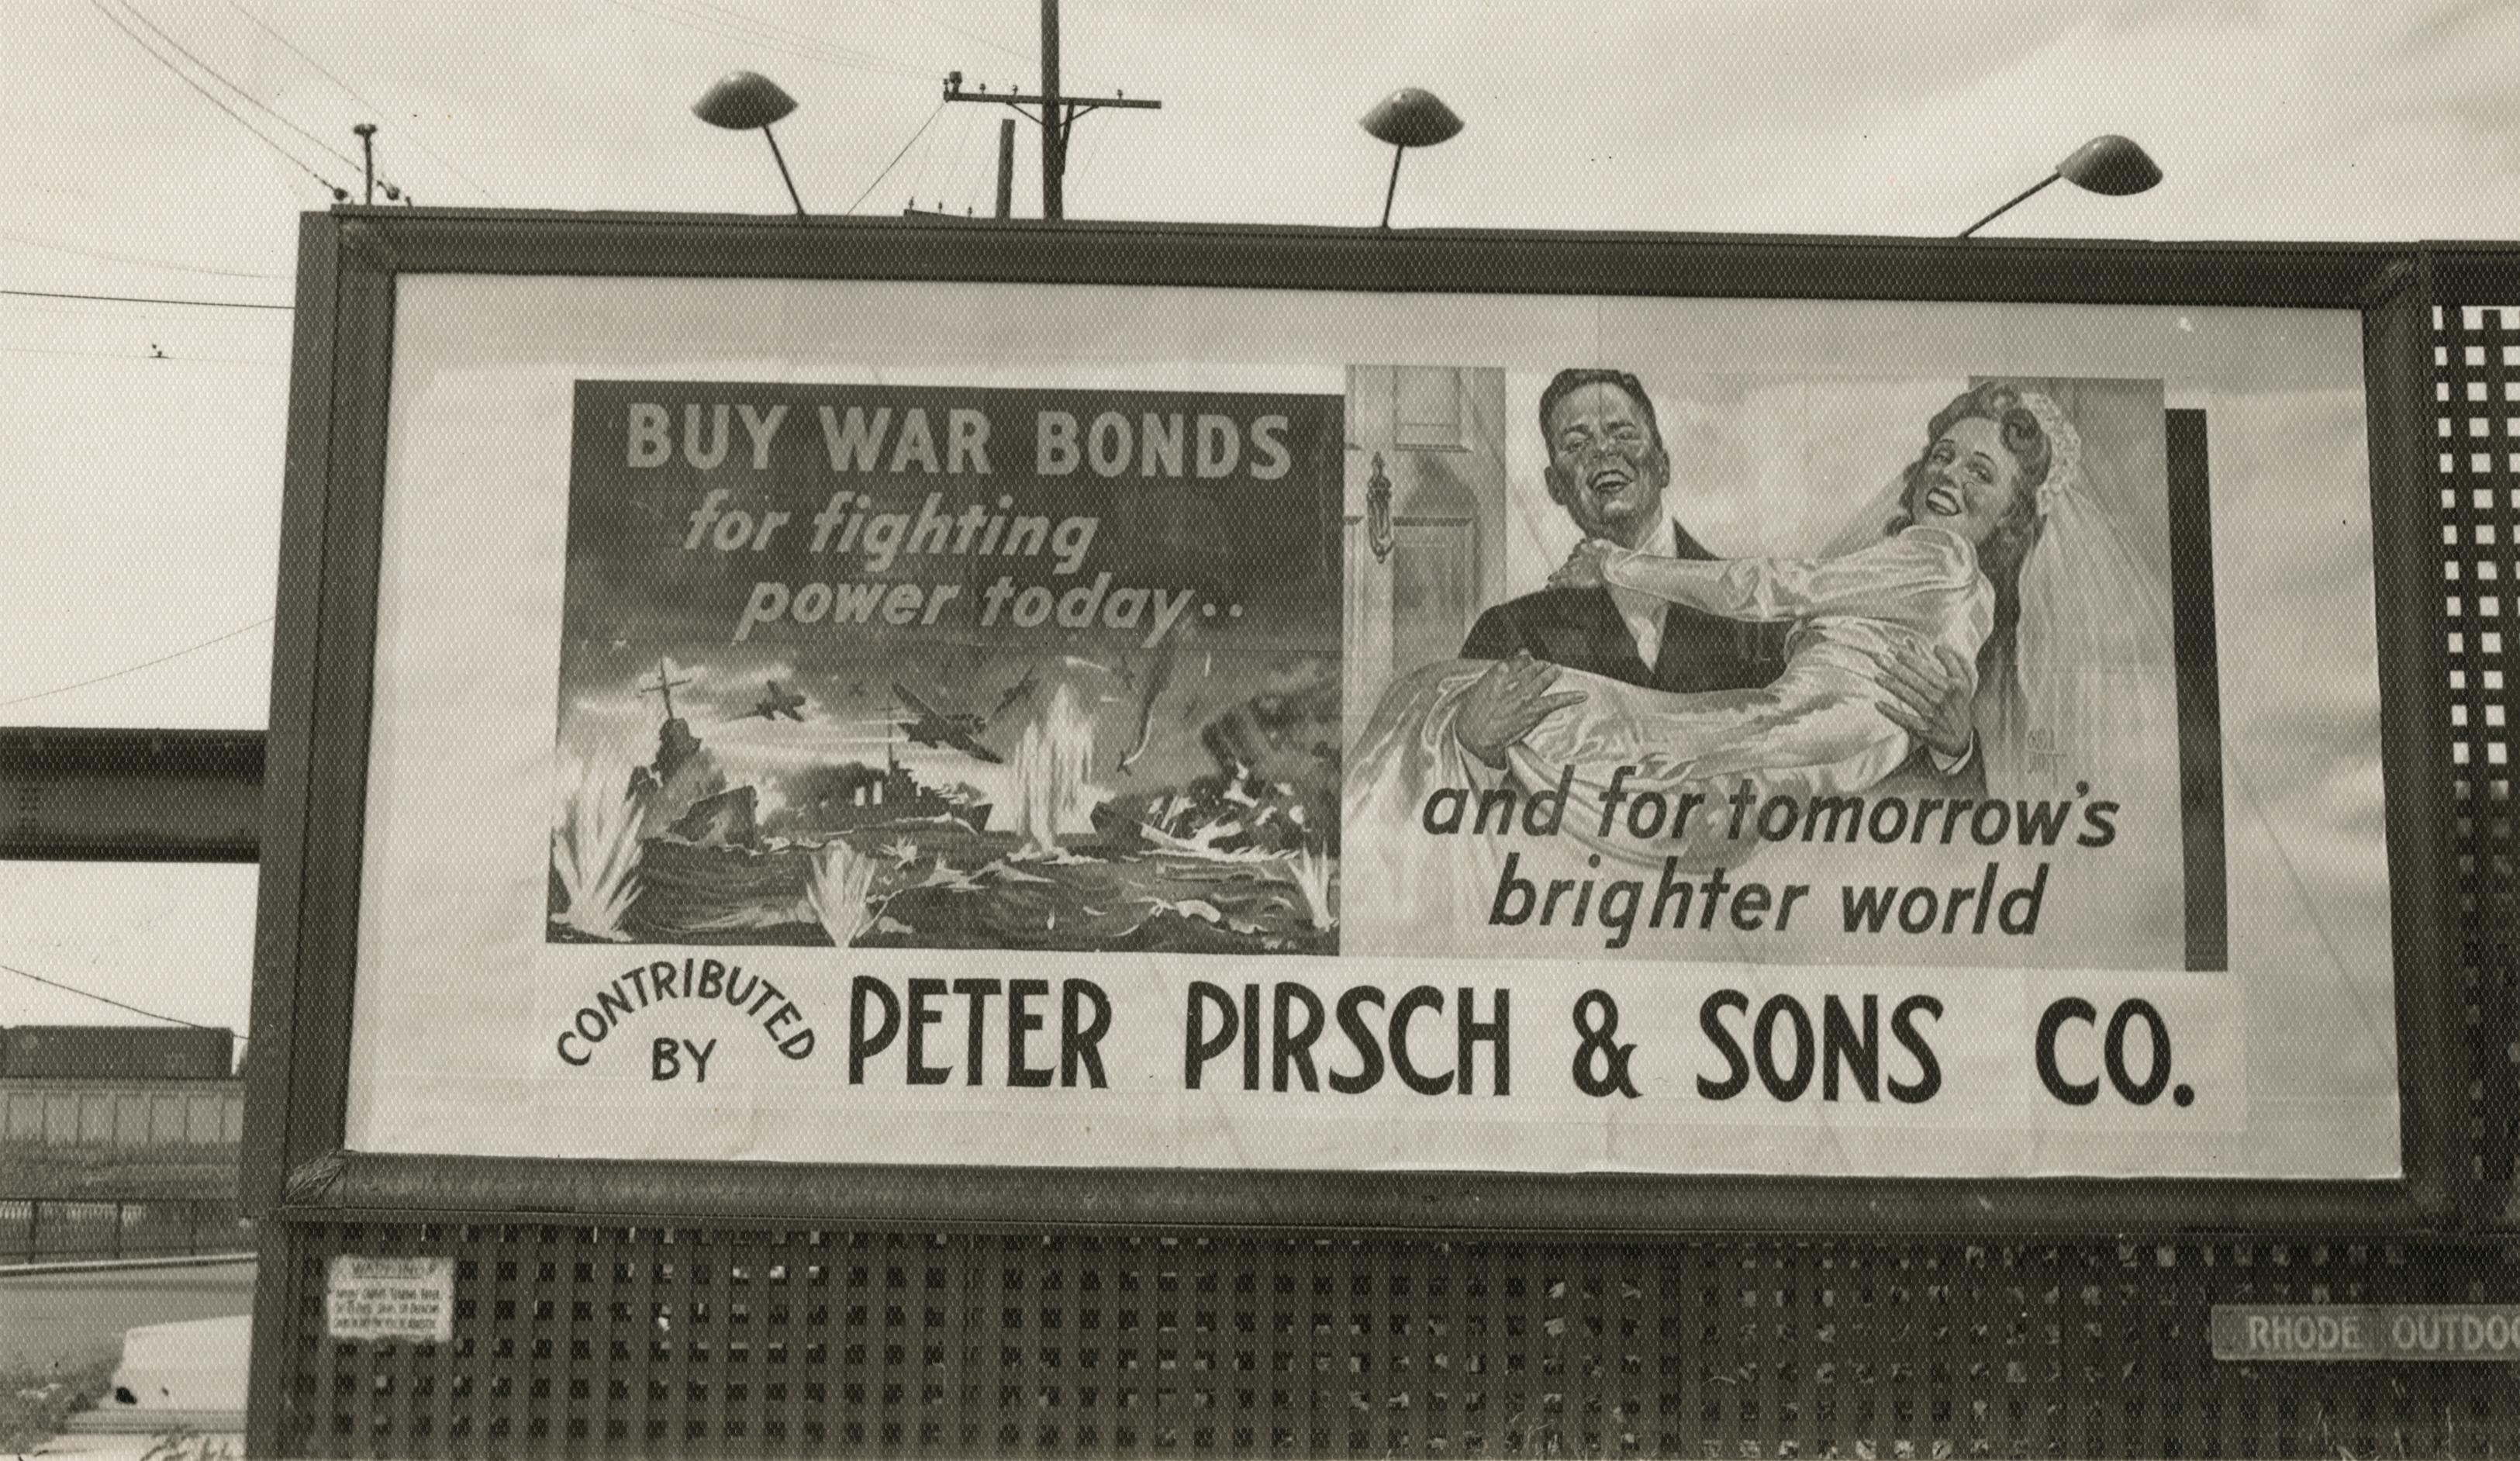 BUY WAR BONDS
for fighting
power today..
and for tomorrow's
brighter world
CONTRIBUTED
BY
PETER PIRSCH & SONS CO.
WARNING
RHODE OUTDOO